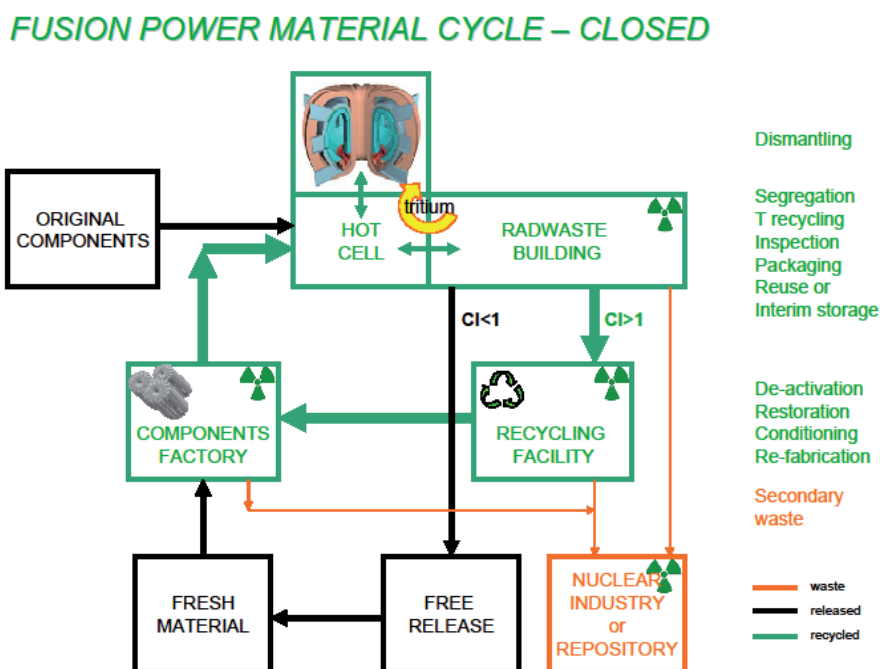 FUSION POWER MATERIAL CYCLE – CLOSED
ORIGINAL
COMPONENTS
tritium
HOT
CELL
RADWASTE
BUILDING
CI<1
CI>1
COMPONENTS
FACTORY
RECYCLING
FACILITY
FRESH
MATERIAL
FREE
RELEASE
NUCLEAR
INDUSTRY
or
REPOSITORY
Dismantling
Segregation
T recycling
Inspection
Packaging
Reuse or
Interim storage
De-activation
Restoration
Conditioning
Re-fabrication
Secondary
waste
waste
released
recycled